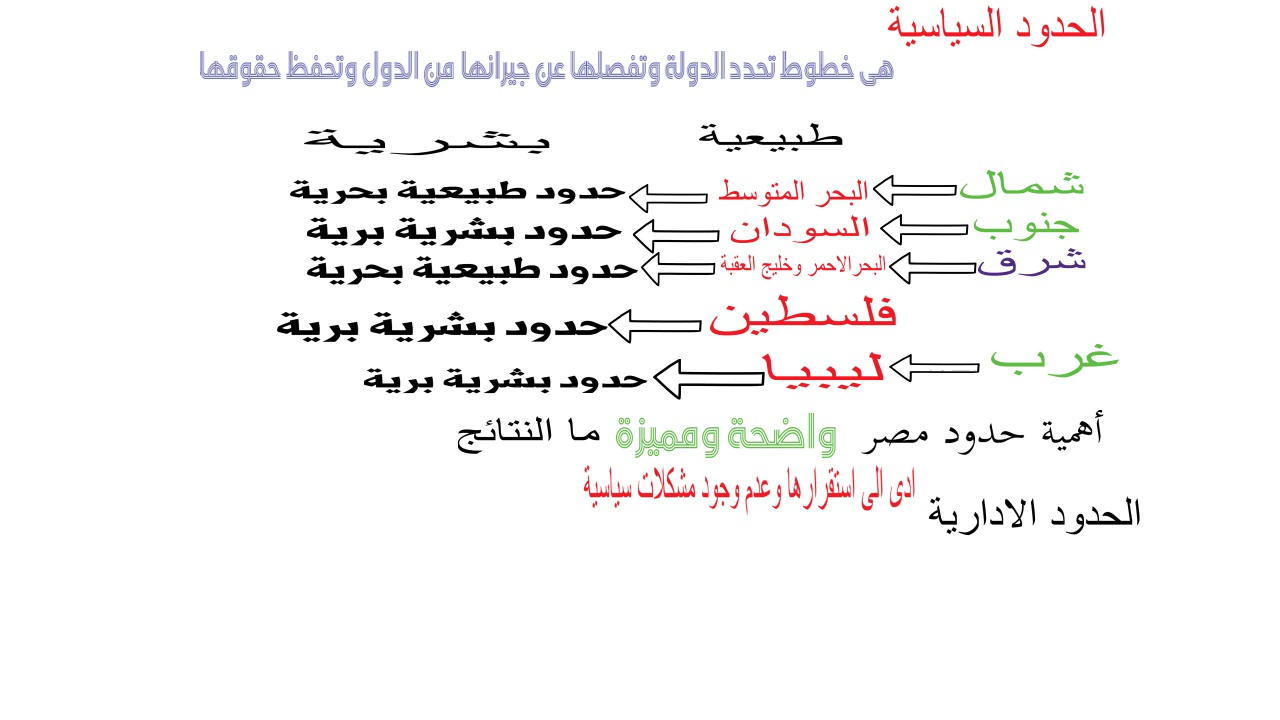 الحدود السياسية
هى خطوط تحدد الدولة وتفصلها عن جيرانها من الدول وتحفظ حقوقها
طبيعية بشرية
شمال البحر المتوسط حدود طبيعية بحرية
جنوب السودان حدود بشرية برية
شرق البحرالاحمر وخليج العقبة حدود طبيعية بحرية
فلسطين حدود بشرية برية
غرب ليبيا حدود بشرية برية
أهمية حدود مصر واضحة ومميزة ما النتائج
ادى الى استقرارها وعدم وجود مشكلات سياسية
الحدود الادارية